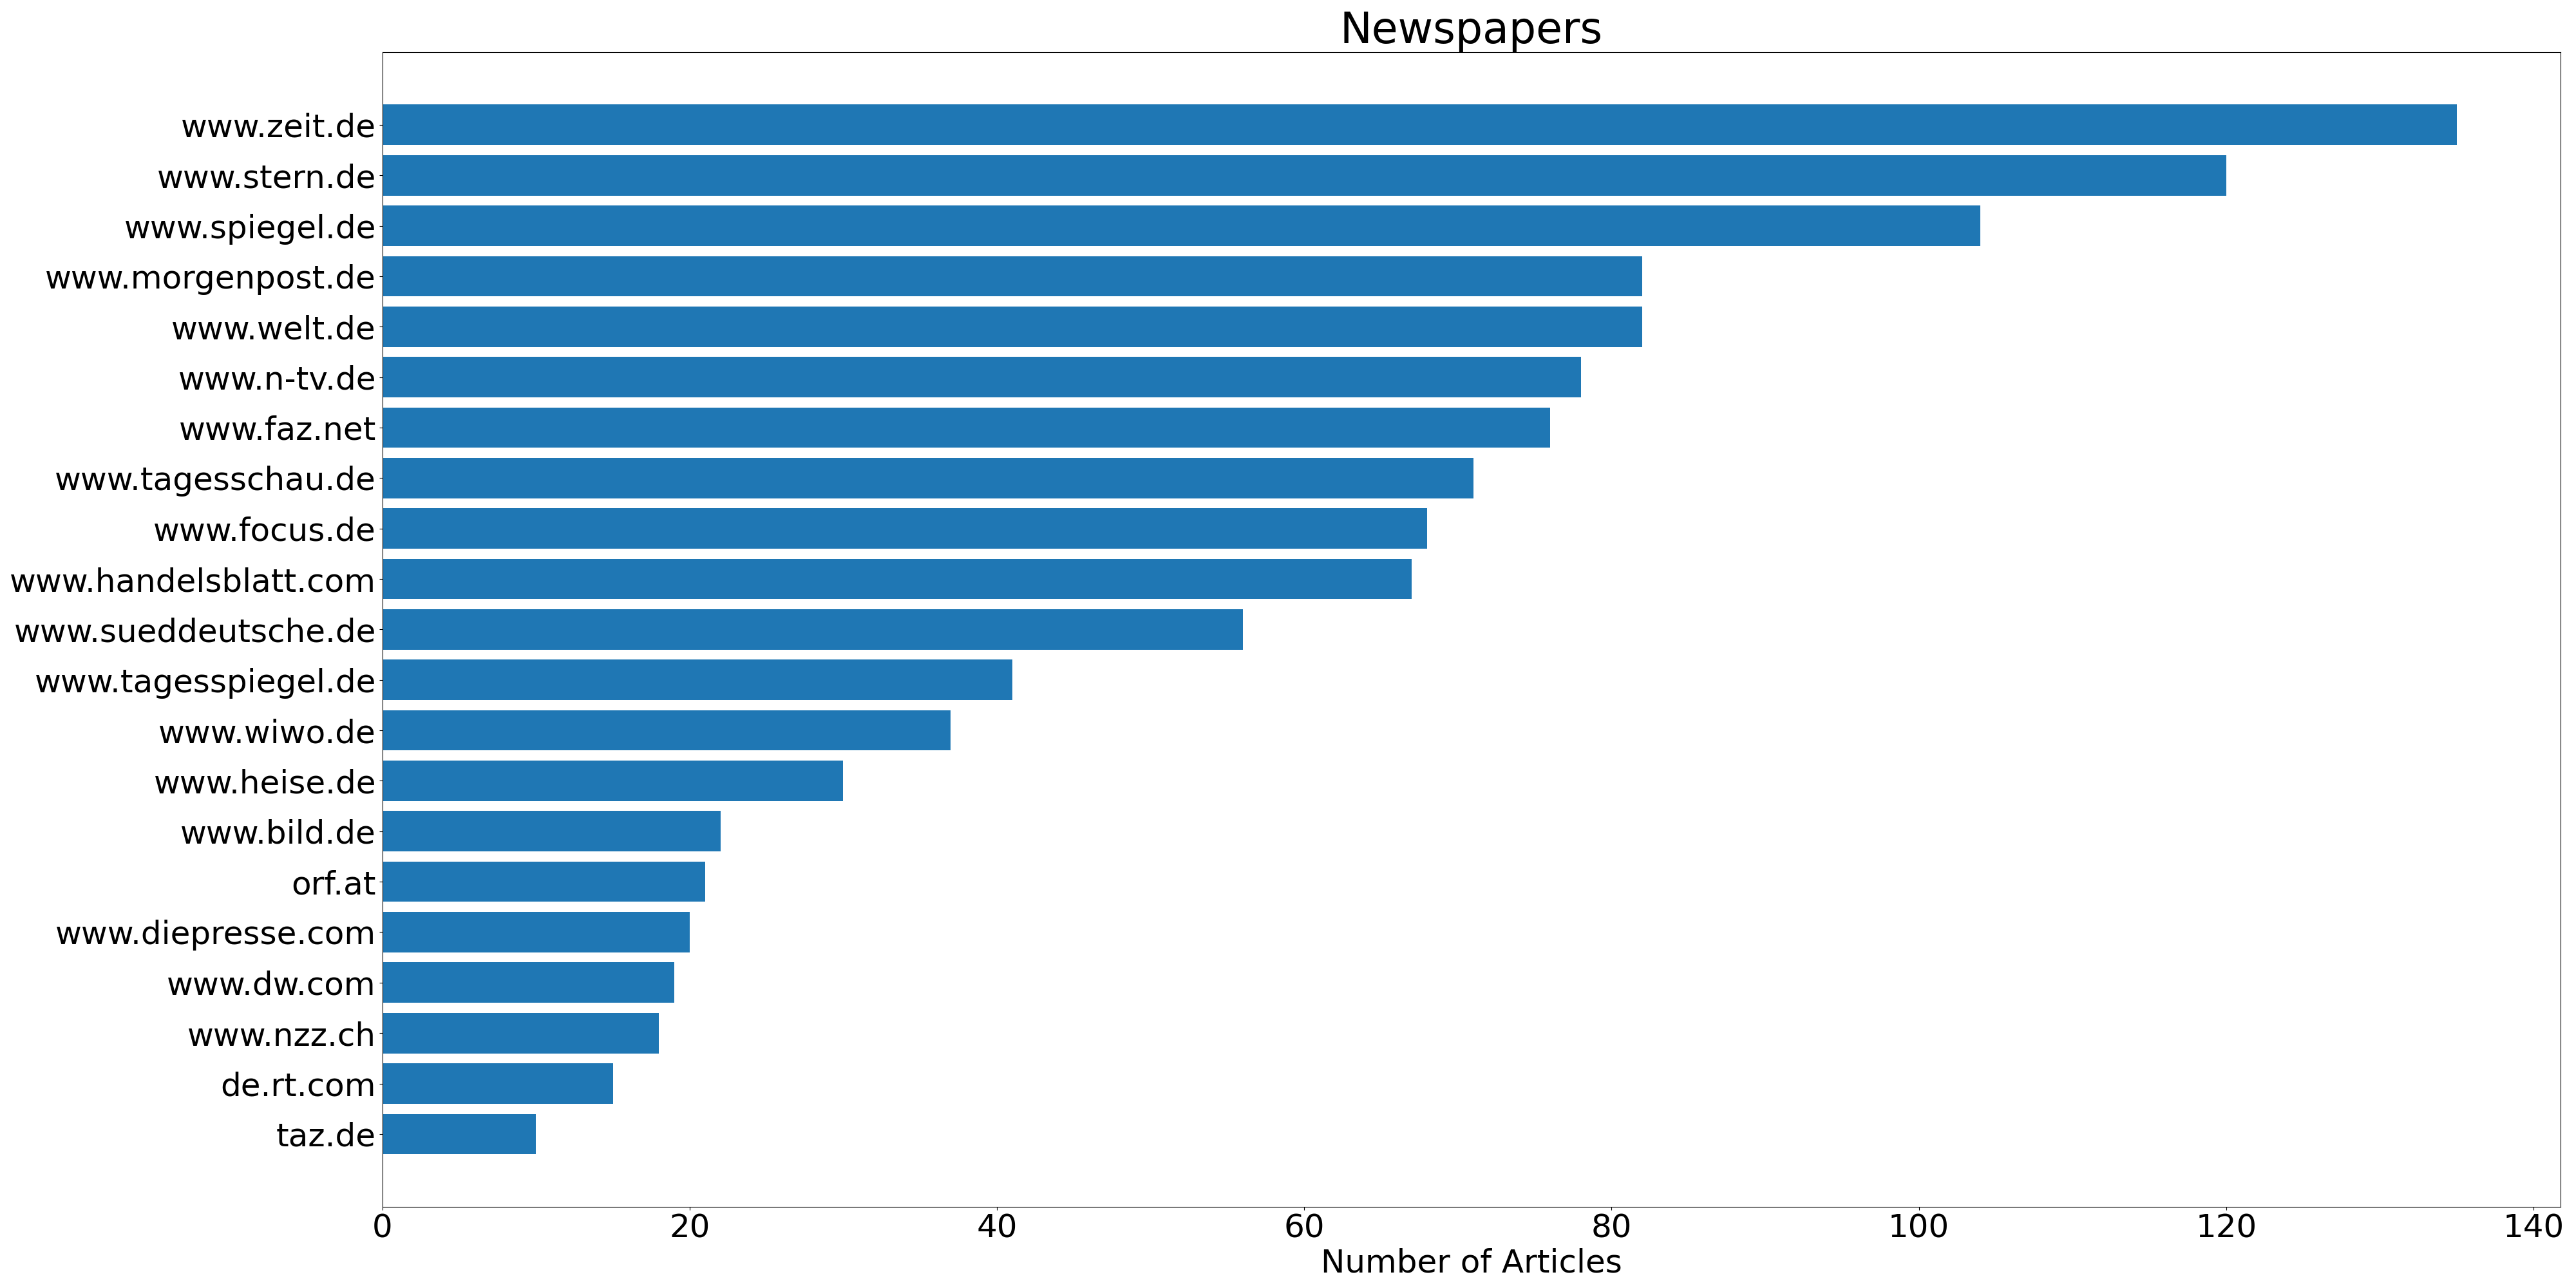 Newspapers
www.zeit.de
www.stern.de
www.spiegel.de
www.morgenpost.de
www.welt.de
www.n-tv.de
www.faz.net
www.tagesschau.de
www.focus.de
www.handelsblatt.com
www.sueddeutsche.de
www.tagesspiegel.de
www.wiwo.de
www.heise.de
www.bild.de
orf.at
www.diepresse.com
www.dw.com
www.nzz.ch
de.rt.com
taz.de
0 20 40 60 80 100 120 140
Number of Articles